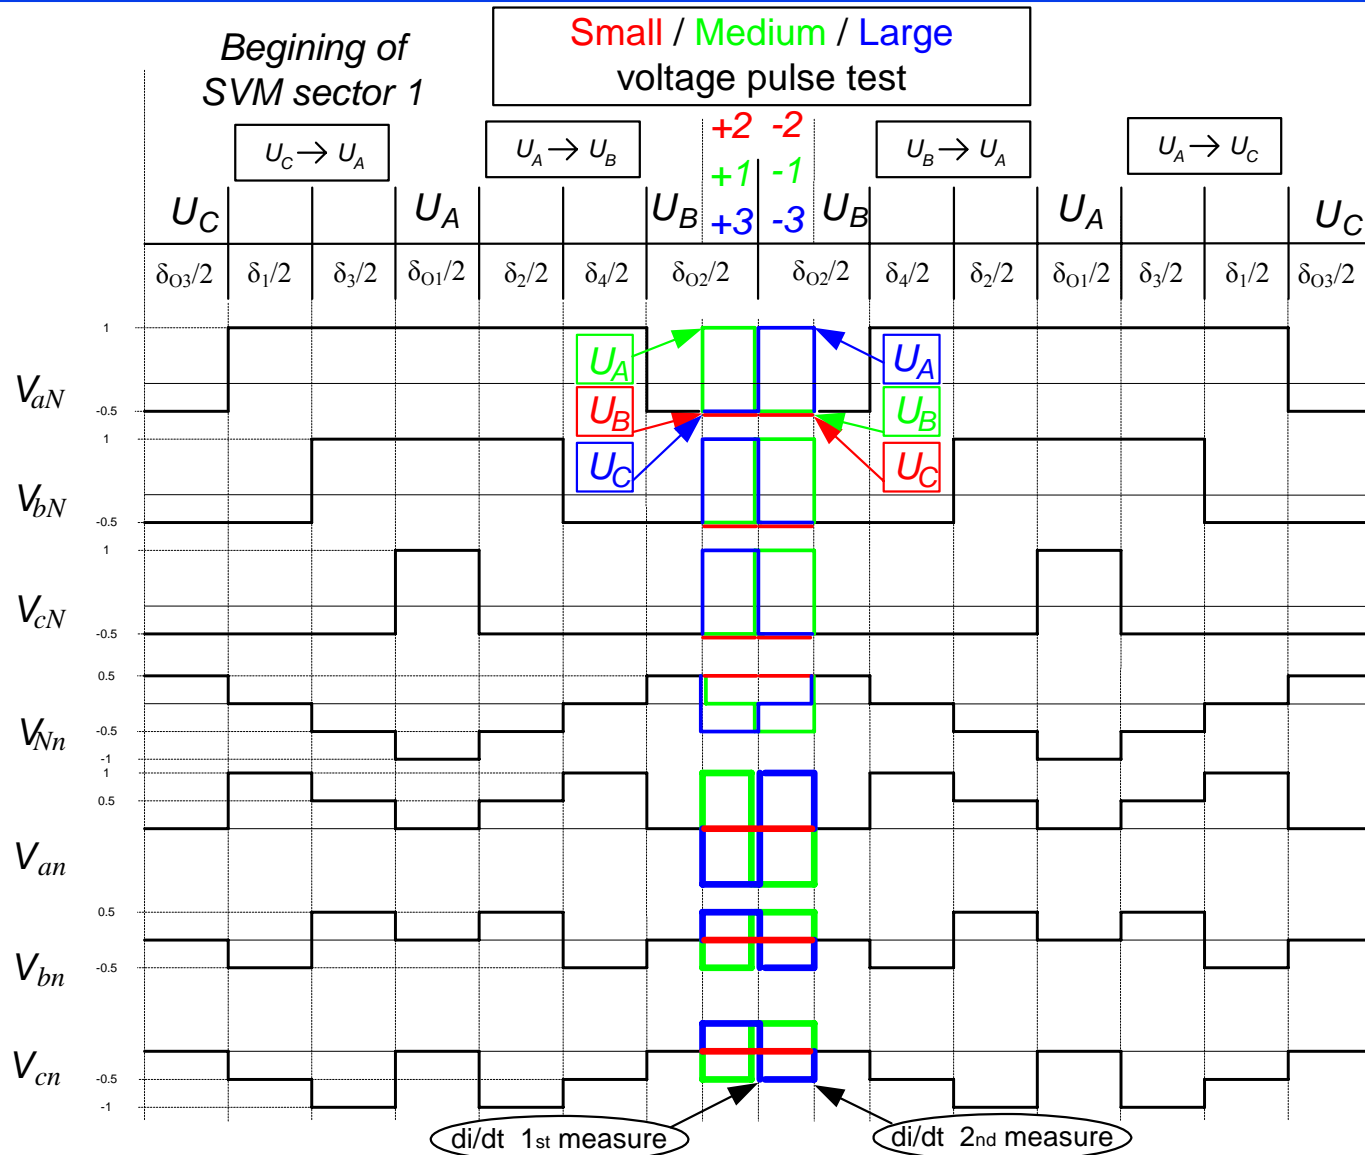 Begining of
SVM sector 1
Small / Medium / Large
voltage pulse test
+2 -2
+1 -1
+3 -3
U_C → U_A
U_A → U_B
U_B → U_A
U_A → U_C
U_C U_A U_B U_B U_A U_C
δ_O3/2 δ_1/2 δ_3/2 δ_O1/2 δ_2/2 δ_4/2 δ_O2/2 δ_O2/2 δ_4/2 δ_2/2 δ_O1/2 δ_3/2 δ_1/2 δ_O3/2
1
V_aN
-0.5
U_A U_A
U_B U_B
U_C U_C
1
V_bN
-0.5
1
V_cN
-0.5
0.5
V_Nn
-0.5
-1
1
0.5
V_an
0.5
V_bn
-0.5
V_cn
-0.5
-1
di/dt 1st measure
di/dt 2nd measure